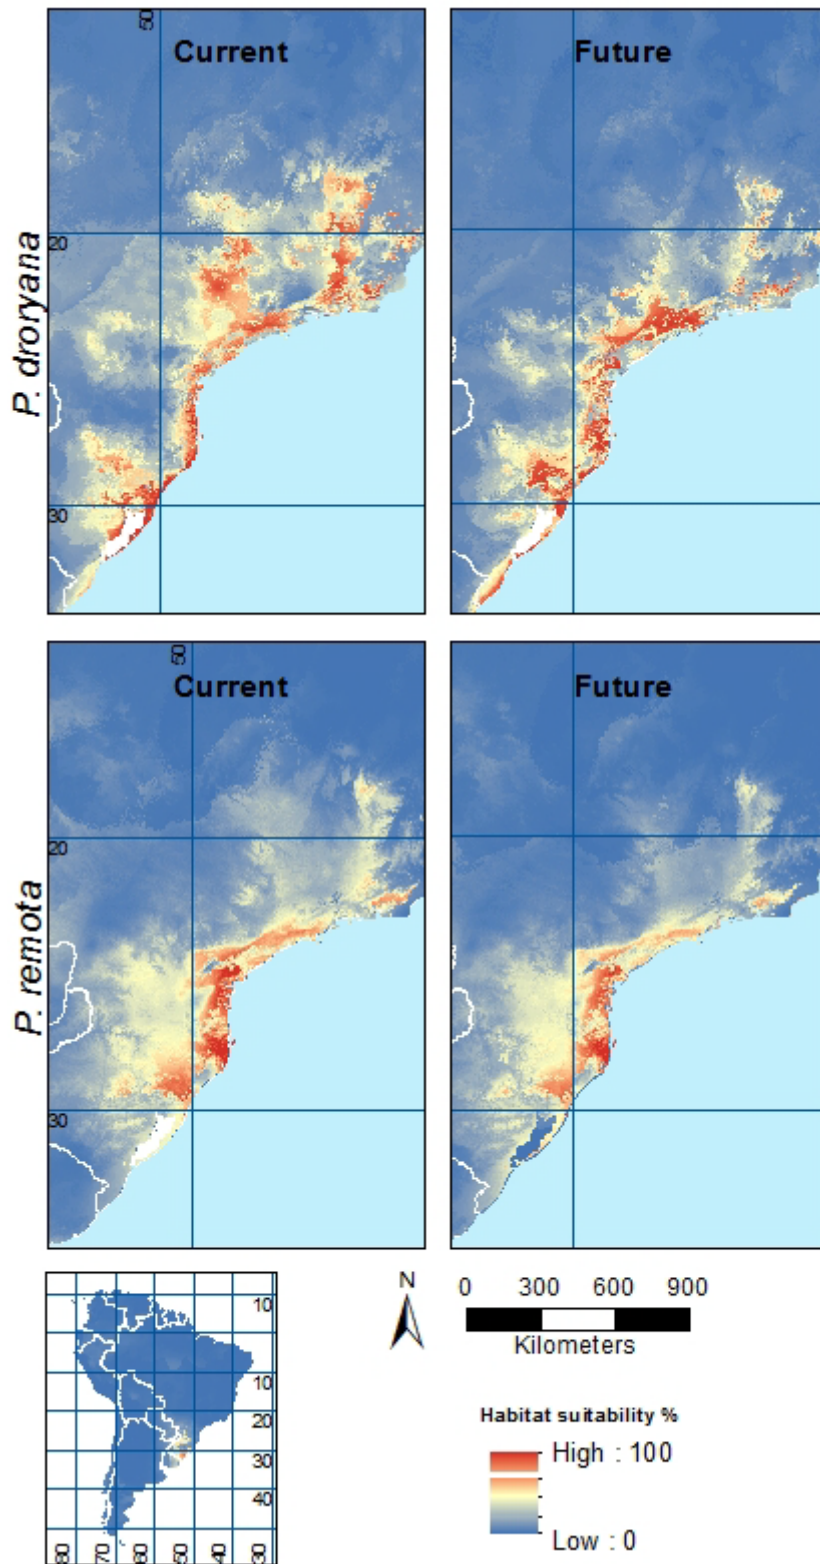 50
Current
Future
20
P. droryana
30
50
Current
Future
20
P. remota
30
10
10
20
30
40
80
70
60
50
40
30
N
0 300 600 900
Kilometers
Habitat suitability %
High : 100
Low : 0